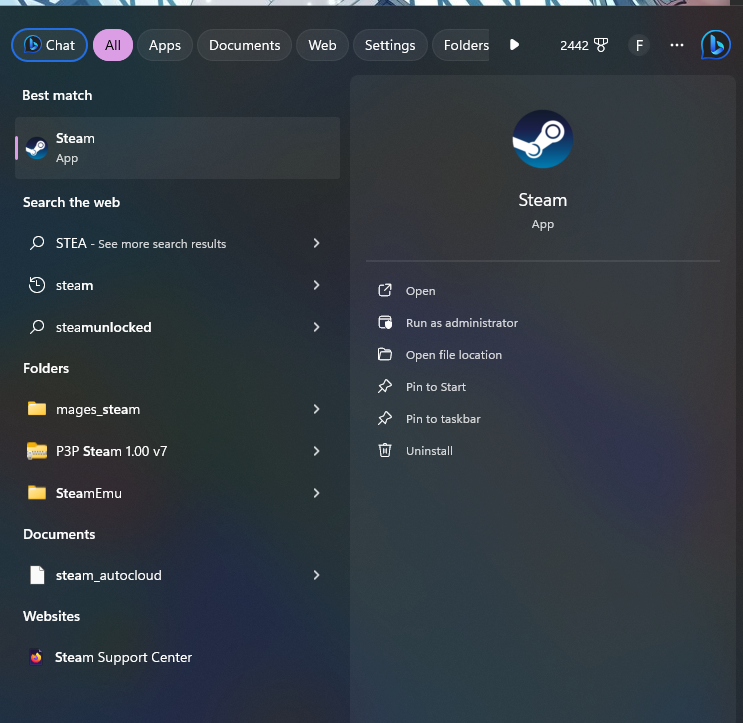 Chat
All
Apps
Documents
Web
Settings
Folders
2442
F
Best match
Steam
App
Search the web
STEA - See more search results
steam
steamunlocked
Folders
mages_steam
P3P Steam 1.00 v7
SteamEmu
Documents
steam_autocloud
Websites
Steam Support Center
Steam
App
Open
Run as administrator
Open file location
Pin to Start
Pin to taskbar
Uninstall